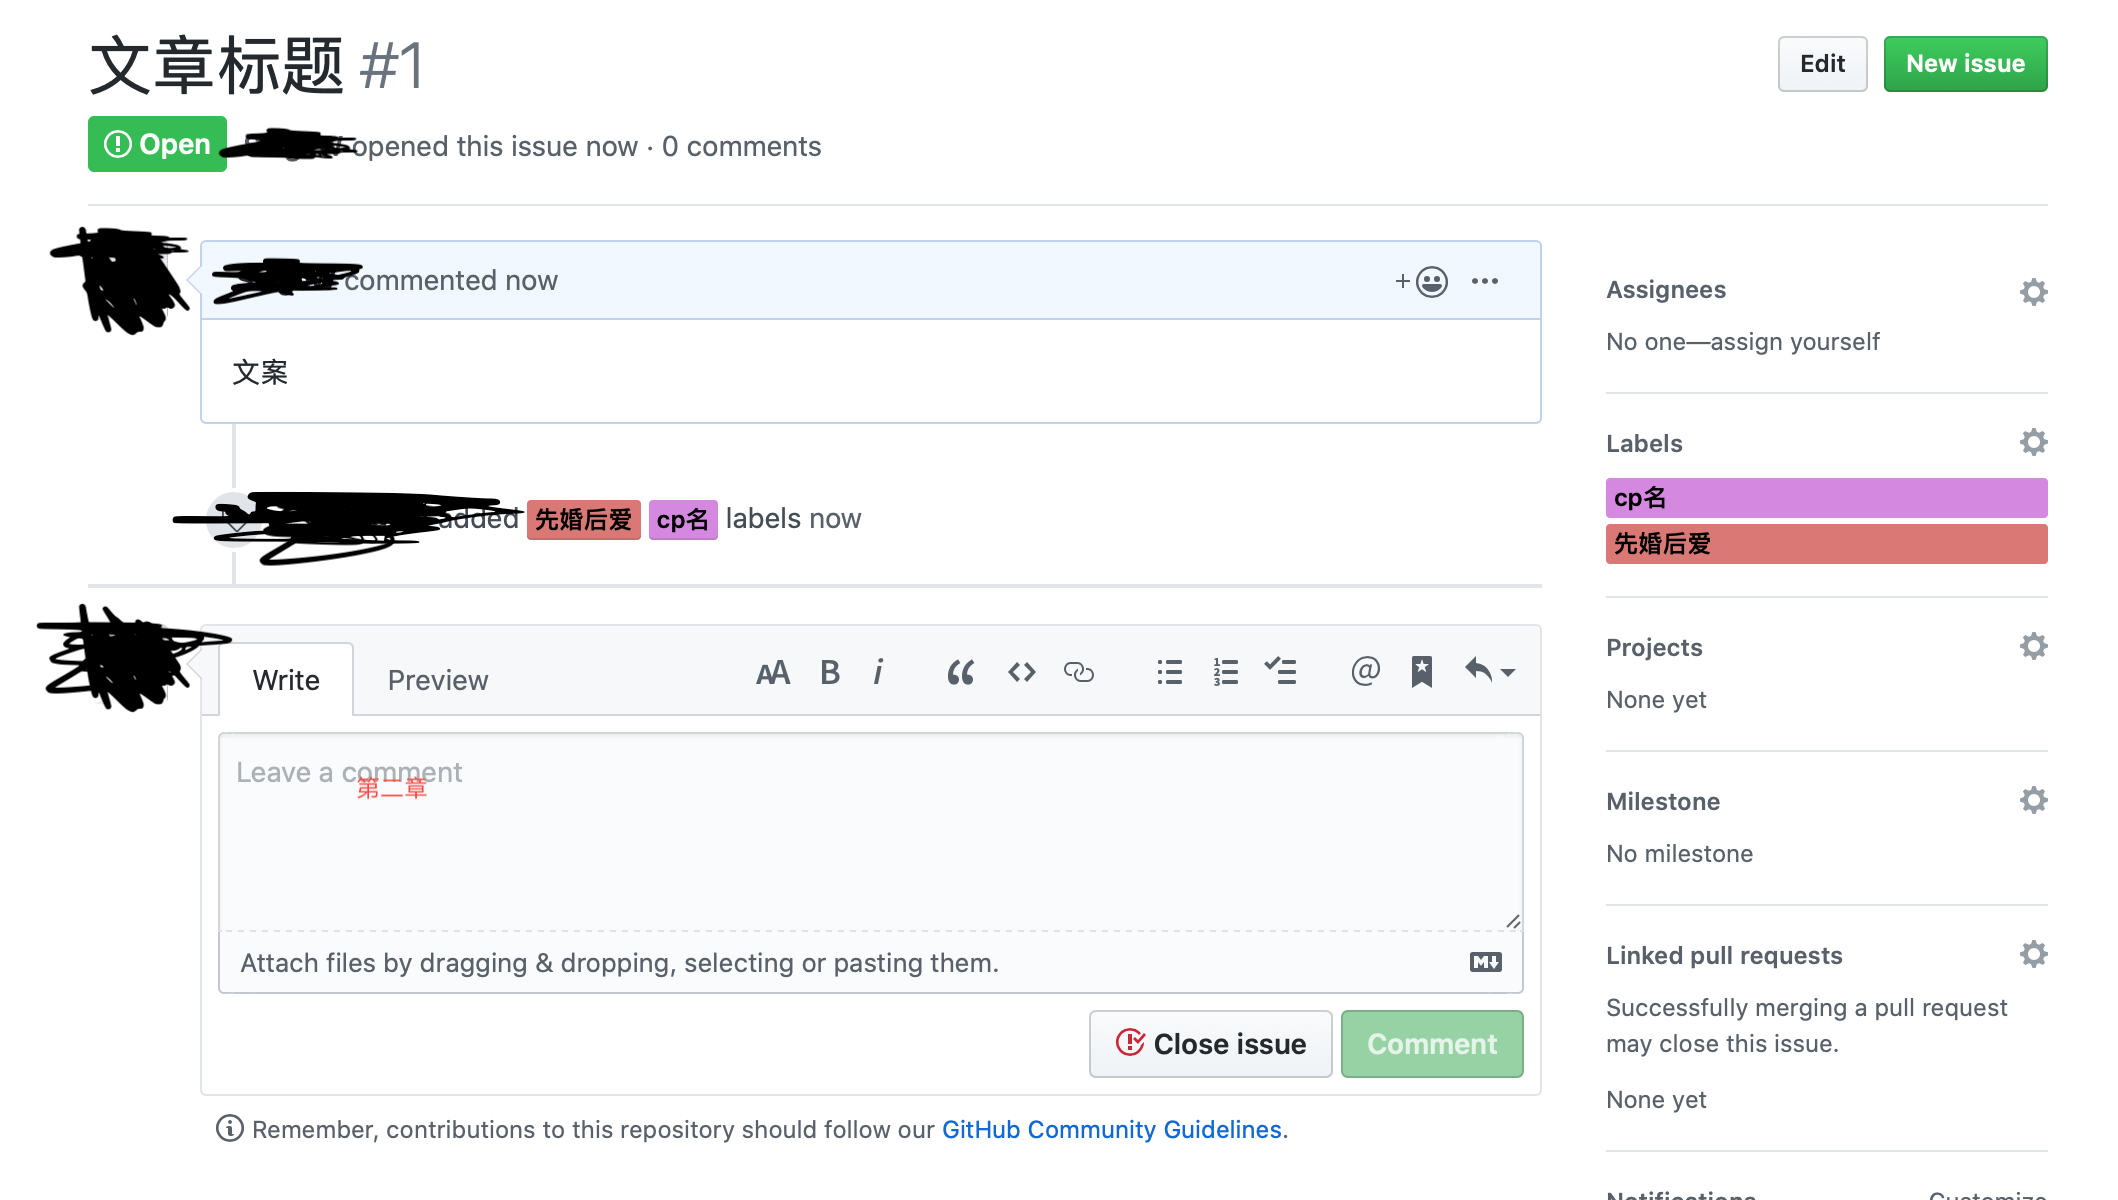 文章标题 #1
Edit
New issue
Open
opened this issue now · 0 comments
commented now
文案
added 先婚后爱 cp名 labels now
Write
Preview
AA B i
@
Leave a comment
第二章
Attach files by dragging & dropping, selecting or pasting them.
M
Close issue
Comment
Remember, contributions to this repository should follow our GitHub Community Guidelines.
Assignees
No one—assign yourself
Labels
cp名
先婚后爱
Projects
None yet
Milestone
No milestone
Linked pull requests
Successfully merging a pull request
may close this issue.
None yet
Notifications
Customize